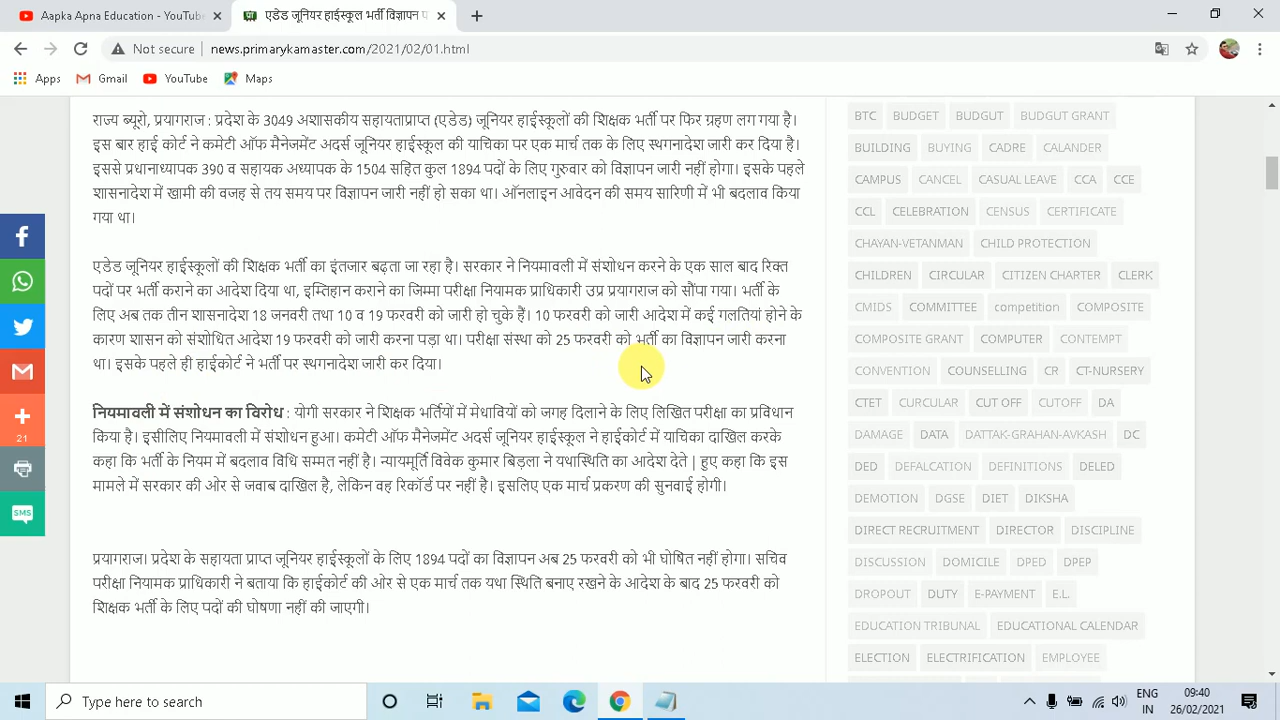 Aapka Apna Education - YouTube
एडेड जूनियर हाईस्कूल भर्ती विज्ञापन प
Not secure | news.primarykamaster.com/2021/02/01.html
Apps Gmail YouTube Maps
राज्य ब्यूरो, प्रयागराज : प्रदेश के 3049 अशासकीय सहायताप्राप्त (एडेड) जूनियर हाईस्कूलों की शिक्षक भर्ती पर फिर ग्रहण लग गया है।
इस बार हाई कोर्ट ने कमेटी ऑफ मैनेजमेंट अदर्स जूनियर हाईस्कूल की याचिका पर एक मार्च तक के लिए स्थगनादेश जारी कर दिया है।
इससे प्रधानाध्यापक 390 व सहायक अध्यापक के 1504 सहित कुल 1894 पदों के लिए गुरुवार को विज्ञापन जारी नहीं होगा। इसके पहले
शासनादेश में खामी की वजह से तय समय पर विज्ञापन जारी नहीं हो सका था। ऑनलाइन आवेदन की समय सारिणी में भी बदलाव किया
गया था।
एडेड जूनियर हाईस्कूलों की शिक्षक भर्ती का इंतजार बढ़ता जा रहा है। सरकार ने नियमावली में संशोधन करने के एक साल बाद रिक्त
पदों पर भर्ती कराने का आदेश दिया था, इम्तिहान कराने का जिम्मा परीक्षा नियामक प्राधिकारी उप्र प्रयागराज को सौंपा गया। भर्ती के
लिए अब तक तीन शासनादेश 18 जनवरी तथा 10 व 19 फरवरी को जारी हो चुके हैं। 10 फरवरी को जारी आदेश में कई गलतियां होने के
कारण शासन को संशोधित आदेश 19 फरवरी को जारी करना पड़ा था। परीक्षा संस्था को 25 फरवरी को भर्ती का विज्ञापन जारी करना
था। इसके पहले ही हाईकोर्ट ने भर्ती पर स्थगनादेश जारी कर दिया।
नियमावली में संशोधन का विरोध : योगी सरकार ने शिक्षक भर्तियों में मेधावियों को जगह दिलाने के लिए लिखित परीक्षा का प्रविधान
किया है। इसीलिए नियमावली में संशोधन हुआ। कमेटी ऑफ मैनेजमेंट अदर्स जूनियर हाईस्कूल ने हाईकोर्ट में याचिका दाखिल करके
कहा कि भर्ती के नियम में बदलाव विधि सम्मत नहीं है। न्यायमूर्ति विवेक कुमार बिड़ला ने यथास्थिति का आदेश देते | हुए कहा कि इस
मामले में सरकार की ओर से जवाब दाखिल है, लेकिन वह रिकॉर्ड पर नहीं है। इसलिए एक मार्च प्रकरण की सुनवाई होगी।
प्रयागराज। प्रदेश के सहायता प्राप्त जूनियर हाईस्कूलों के लिए 1894 पदों का विज्ञापन अब 25 फरवरी को भी घोषित नहीं होगा। सचिव
परीक्षा नियामक प्राधिकारी ने बताया कि हाईकोर्ट की ओर से एक मार्च तक यथा स्थिति बनाए रखने के आदेश के बाद 25 फरवरी को
शिक्षक भर्ती के लिए पदों की घोषणा नहीं की जाएगी।
21
SMS
BTC BUDGET BUDGUT BUDGUT GRANT
BUILDING BUYING CADRE CALANDER
CAMPUS CANCEL CASUAL LEAVE CCA CCE
CCL CELEBRATION CENSUS CERTIFICATE
CHAYAN-VETANMAN CHILD PROTECTION
CHILDREN CIRCULAR CITIZEN CHARTER CLERK
CMIDS COMMITTEE competition COMPOSITE
COMPOSITE GRANT COMPUTER CONTEMPT
CONVENTION COUNSELLING CR CT-NURSERY
CTET CURCULAR CUT OFF CUTOFF DA
DAMAGE DATA DATTAK-GRAHAN-AVKASH DC
DED DEFALCATION DEFINITIONS DELED
DEMOTION DGSE DIET DIKSHA
DIRECT RECRUITMENT DIRECTOR DISCIPLINE
DISCUSSION DOMICILE DPED DPEP
DROPOUT DUTY E-PAYMENT E.L.
EDUCATION TRIBUNAL EDUCATIONAL CALENDAR
ELECTION ELECTRIFICATION EMPLOYEE
Type here to search
ENG
IN
09:40
26/02/2021